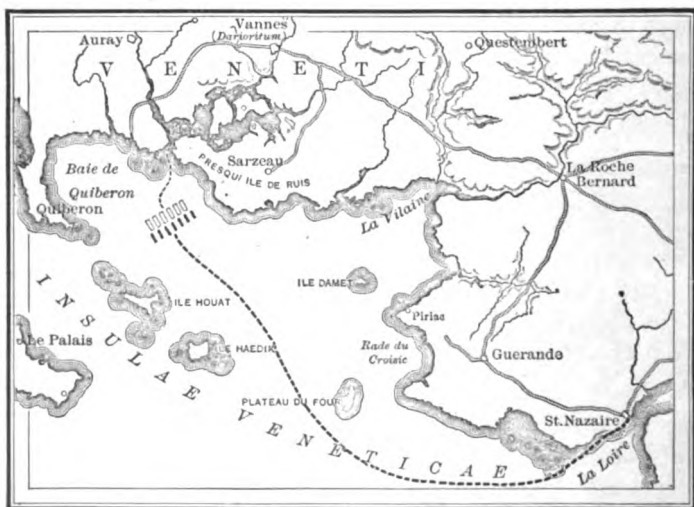 Vannes
(Darioritum)
Auray
Questembert
V E N E T I
Sarzeau
PRESQU ILE DE RUIS
La Roche
Bernard
Baie de
Quiberon
Quiberon
La Vilaine
ILE DAMET
ILE HOUAT
Piriac
Le Palais
LE HAEDIK
Rade du
Croisic
Guerande
PLATEAU DU FOUR
St. Nazaire
La Loire
INSULAE VENETICAE